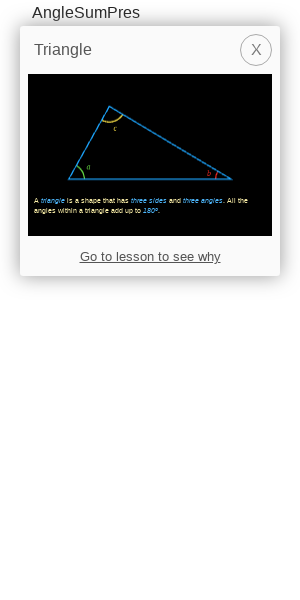 AngleSumPres
Triangle
X
c
a
b
A triangle is a shape that has three sides and three angles. All the
angles within a triangle add up to 180º.
Go to lesson to see why